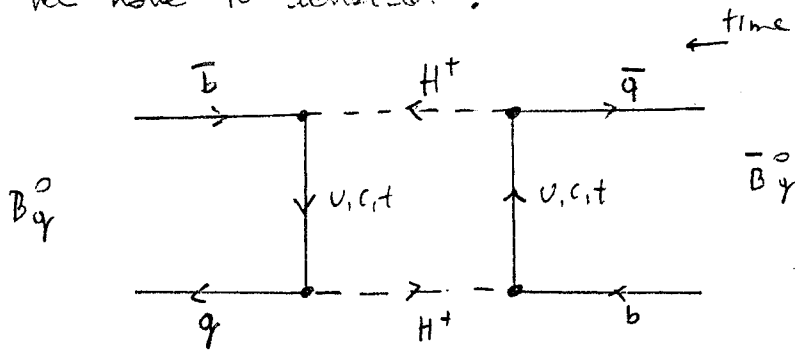 time
b̄ H⁺ q̄
B⁰q u,c,t u,c,t B̄⁰q
q H⁺ b